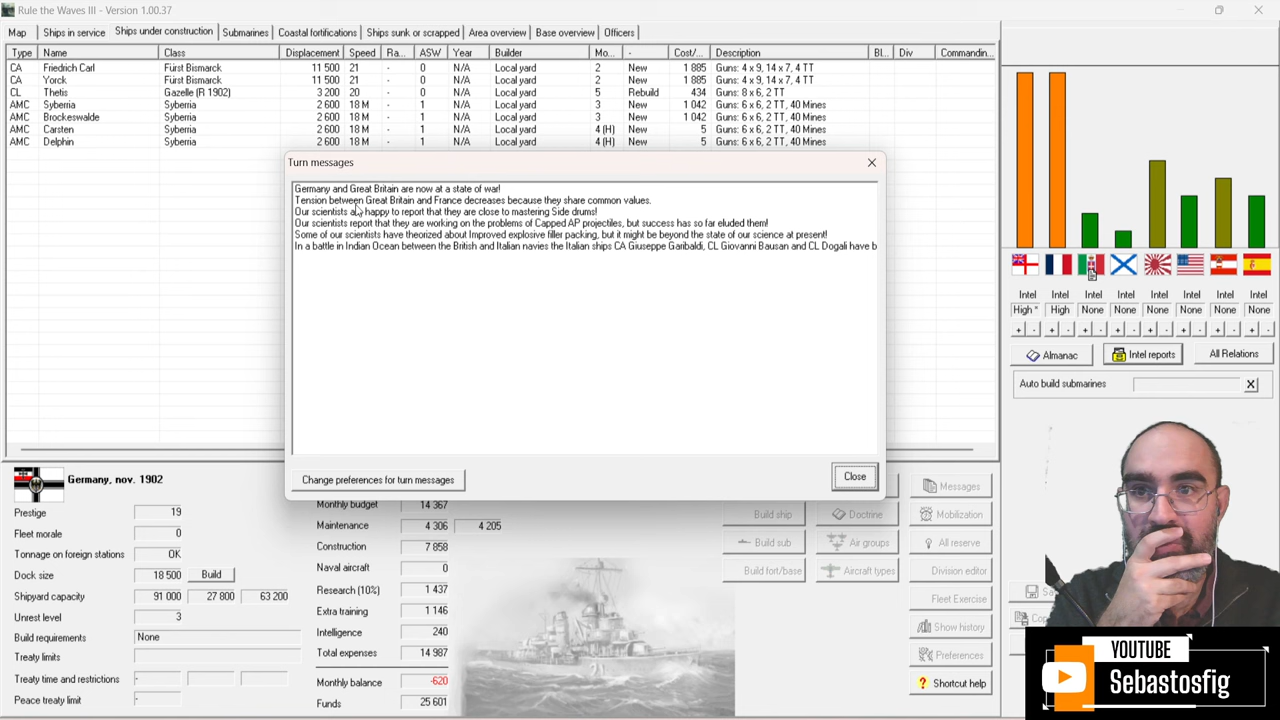 Rule the Waves III - Version 1.00.37
Map Ships in service Ships under construction Submarines Coastal fortifications Ships sunk or scrapped Area overview Base overview Officers
Type Name Class Displacement Speed Ra... ASW Year Builder Mo... - Cost/... Description Bl... Div Commandin...
CA Friedrich Carl Fürst Bismarck 11 500 21 - 0 N/A Local yard 2 New 1 885 Guns: 4 x 9, 14 x 7, 4 TT
CA Yorck Fürst Bismarck 11 500 21 - 0 N/A Local yard 2 New 1 885 Guns: 4 x 9, 14 x 7, 4 TT
CL Thetis Gazelle (R 1902) 3 200 20 - 0 N/A Local yard 5 Rebuild 434 Guns: 8 x 6, 2 TT
AMC Syberria 2 600 18 M - 1 N/A Local yard 3 New 1 042 Guns: 6 x 6, 2 TT, 40 Mines
AMC Brockeswalde Syberria 2 600 18 M - 1 N/A Local yard 3 New 1 042 Guns: 6 x 6, 2 TT, 40 Mines
AMC Carsten Syberria 2 600 18 M - 1 N/A Local yard 4 (H) New 5 Guns: 6 x 6, 2 TT, 40 Mines
AMC Delphin Syberria 2 600 18 M - 1 N/A Local yard 4 (H) New 5 Guns: 6 x 6, 2 TT, 40 Mines
Turn messages
Germany and Great Britain are now at a state of war!
Tension between Great Britain and France decreases because they share common values.
Our scientists are happy to report that they are close to mastering Side drums!
Our scientists report that they are working on the problems of Capped AP projectiles, but success has so far eluded them!
Some of our scientists have theorized about Improved explosive filler packing, but it might be beyond the state of our science at present!
In a battle in Indian Ocean between the British and Italian navies the Italian ships CA Giuseppe Garibaldi, CL Giovanni Bausan and CL Dogali have b
Change preferences for turn messages Close
Intel Intel Intel Intel Intel Intel Intel Intel
High * High None None None None None None
+ - + - + - + - + - + - + - + -
Almanac Intel reports All Relations
Auto build submarines X
Germany, nov. 1902
Prestige 19
Fleet morale 0
Tonnage on foreign stations OK
Dock size 18 500 Build
Shipyard capacity 91 000 27 800 63 200
Unrest level 3
Build requirements None
Treaty limits
Treaty time and restrictions - - -
Peace treaty limit -
Monthly budget 14 367
Maintenance 4 306 4 205
Construction 7 858
Naval aircraft 0
Research (10%) 1 437
Extra training 1 146
Intelligence 240
Total expenses 14 987
Monthly balance -620
Funds 25 601
Build ship Doctrine
Build sub Air groups
Build fort/base Aircraft types
Messages
Mobilization
All reserve
Division editor
Fleet Exercise
Show history
Preferences
Shortcut help
YOUTUBE
Sebastosfig